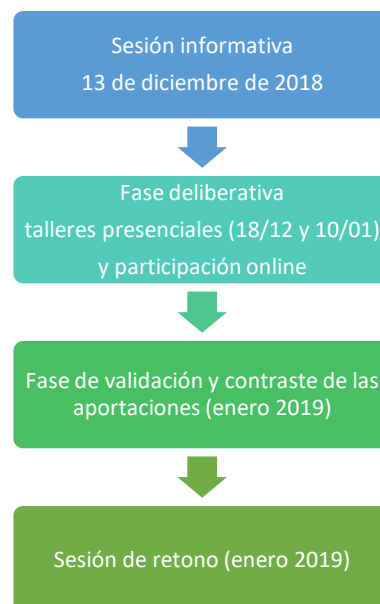 Sesión informativa
13 de diciembre de 2018
Fase deliberativa
talleres presenciales (18/12 y 10/01)
y participación online
Fase de validación y contraste de las
aportaciones (enero 2019)
Sesión de retono (enero 2019)